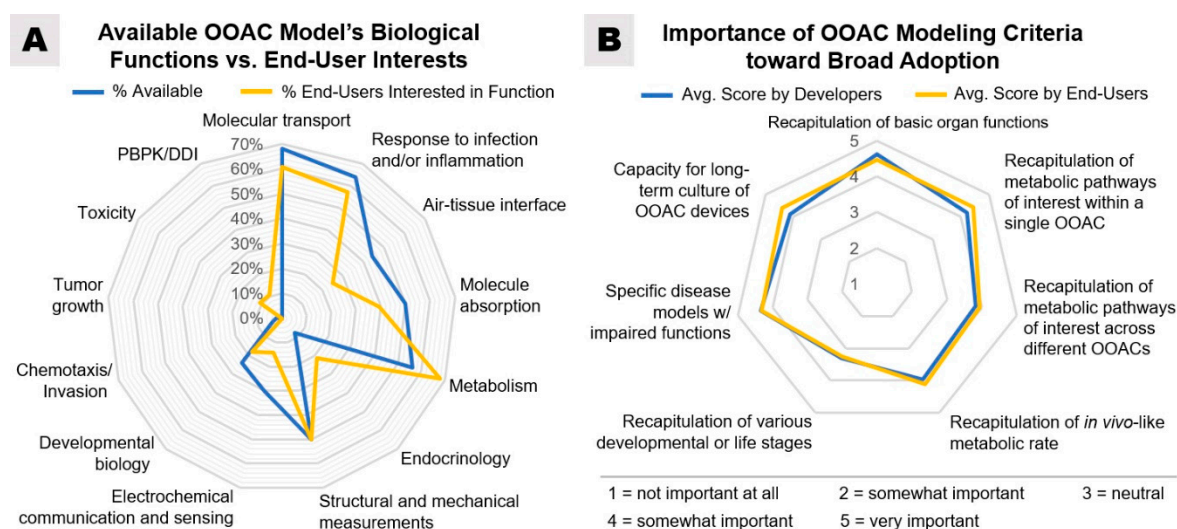 A
Available OOAC Model's Biological
Functions vs. End-User Interests
% Available
% End-Users Interested in Function
Molecular transport
Response to infection
and/or inflammation
Air-tissue interface
Molecule
absorption
Metabolism
Endocrinology
Structural and mechanical
measurements
Electrochemical
communication and sensing
Developmental
biology
Chemotaxis/
Invasion
Tumor
growth
Toxicity
PBPK/DDI
70%
60%
50%
40%
30%
20%
10%
0%
B
Importance of OOAC Modeling Criteria
toward Broad Adoption
Avg. Score by Developers
Avg. Score by End-Users
Recapitulation of basic organ functions
Recapitulation of
metabolic pathways
of interest within a
single OOAC
Recapitulation of
metabolic pathways
of interest across
different OOACs
Recapitulation of in vivo-like
metabolic rate
Recapitulation of various
developmental or life stages
Specific disease
models w/
impaired functions
Capacity for long-
term culture of
OOAC devices
5
4
3
2
1
1 = not important at all
2 = somewhat important
3 = neutral
4 = somewhat important
5 = very important